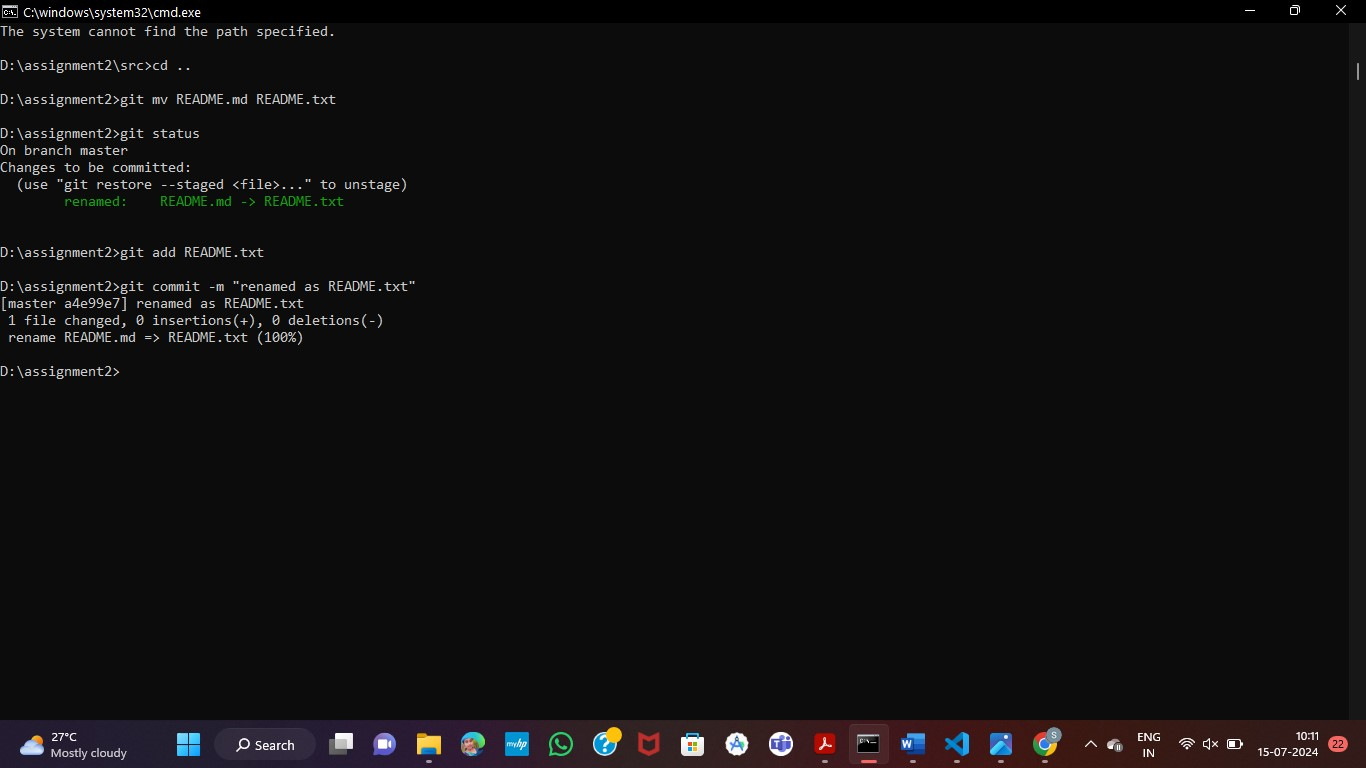 C:\windows\system32\cmd.exe
The system cannot find the path specified.
D:\assignment2\src>cd ..
D:\assignment2>git mv README.md README.txt
D:\assignment2>git status
On branch master
Changes to be committed:
  (use "git restore --staged <file>..." to unstage)
        renamed:    README.md -> README.txt
D:\assignment2>git add README.txt
D:\assignment2>git commit -m "renamed as README.txt"
[master a4e99e7] renamed as README.txt
 1 file changed, 0 insertions(+), 0 deletions(-)
 rename README.md => README.txt (100%)
D:\assignment2>
27°C
Mostly cloudy
Search
myhp
S
ENG
IN
10:11
15-07-2024
22